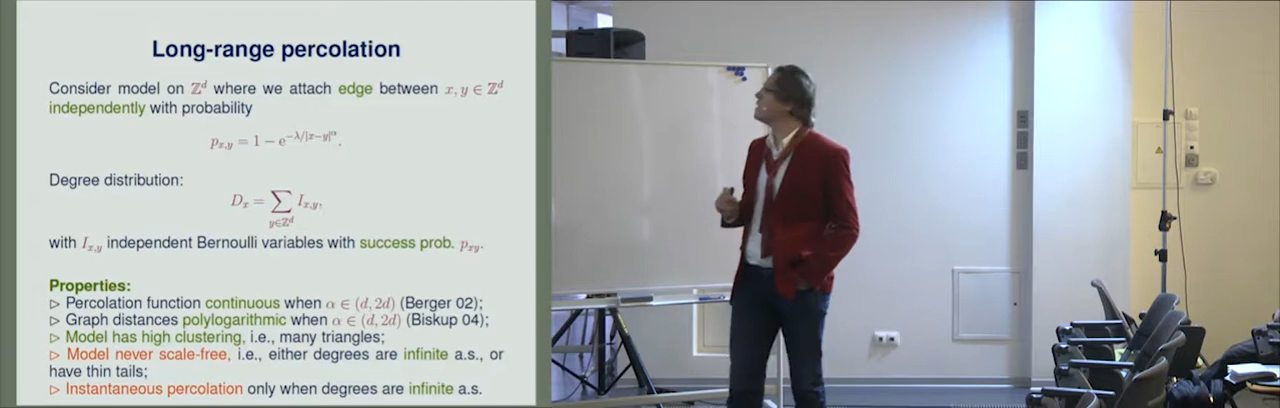 Long-range percolation
Consider model on ℤ^d where we attach edge between x, y ∈ ℤ^d
independently with probability
p_{x,y} = 1 − e^{−λ/|x−y|^α}.
Degree distribution:
D_x = ∑_{y∈ℤ^d} I_{x,y},
with I_{x,y} independent Bernoulli variables with success prob. p_{xy}.
Properties:
▷ Percolation function continuous when α ∈ (d, 2d) (Berger 02);
▷ Graph distances polylogarithmic when α ∈ (d, 2d) (Biskup 04);
▷ Model has high clustering, i.e., many triangles;
▷ Model never scale-free, i.e., either degrees are infinite a.s., or
have thin tails;
▷ Instantaneous percolation only when degrees are infinite a.s.